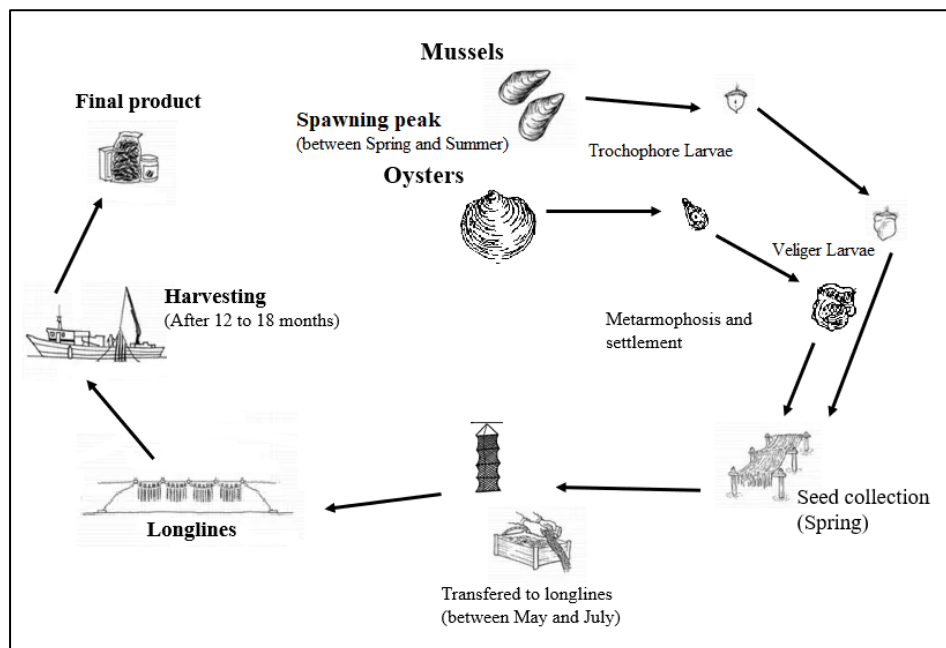 Mussels
Final product
Spawning peak
(between Spring and Summer)
Trochophore Larvae
Oysters
Veliger Larvae
Harvesting
(After 12 to 18 months)
Metarmophosis and
settlement
Seed collection
(Spring)
Longlines
Transfered to longlines
(between May and July)